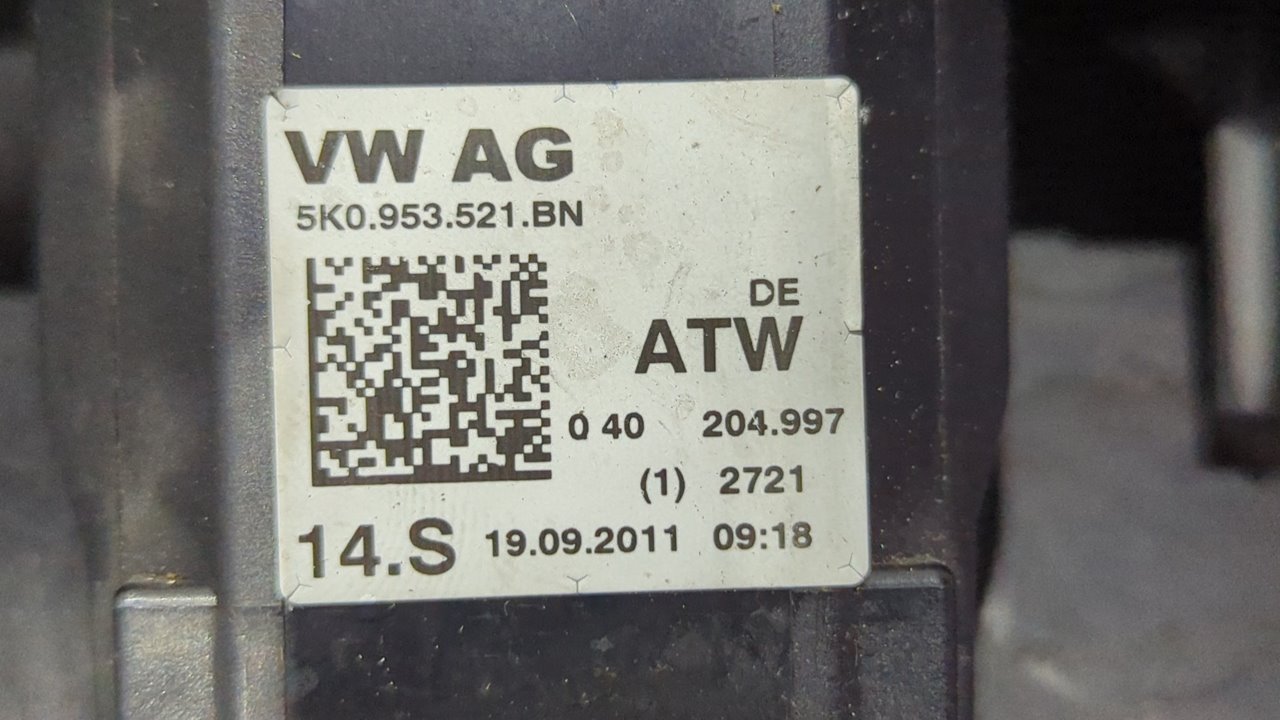 VW AG
5K0.953.521.BN
DE
ATW
0 40 204.997
(1) 2721
14.S 19.09.2011 09:18